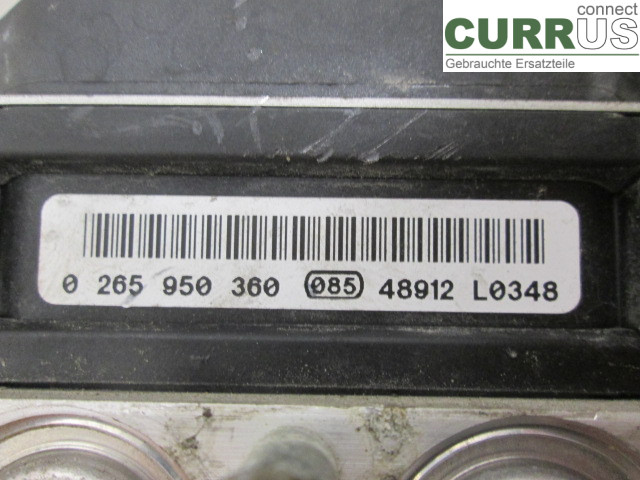 connect
CURRUS
Gebrauchte Ersatzteile
0 265 950 360 085 48912 L0348